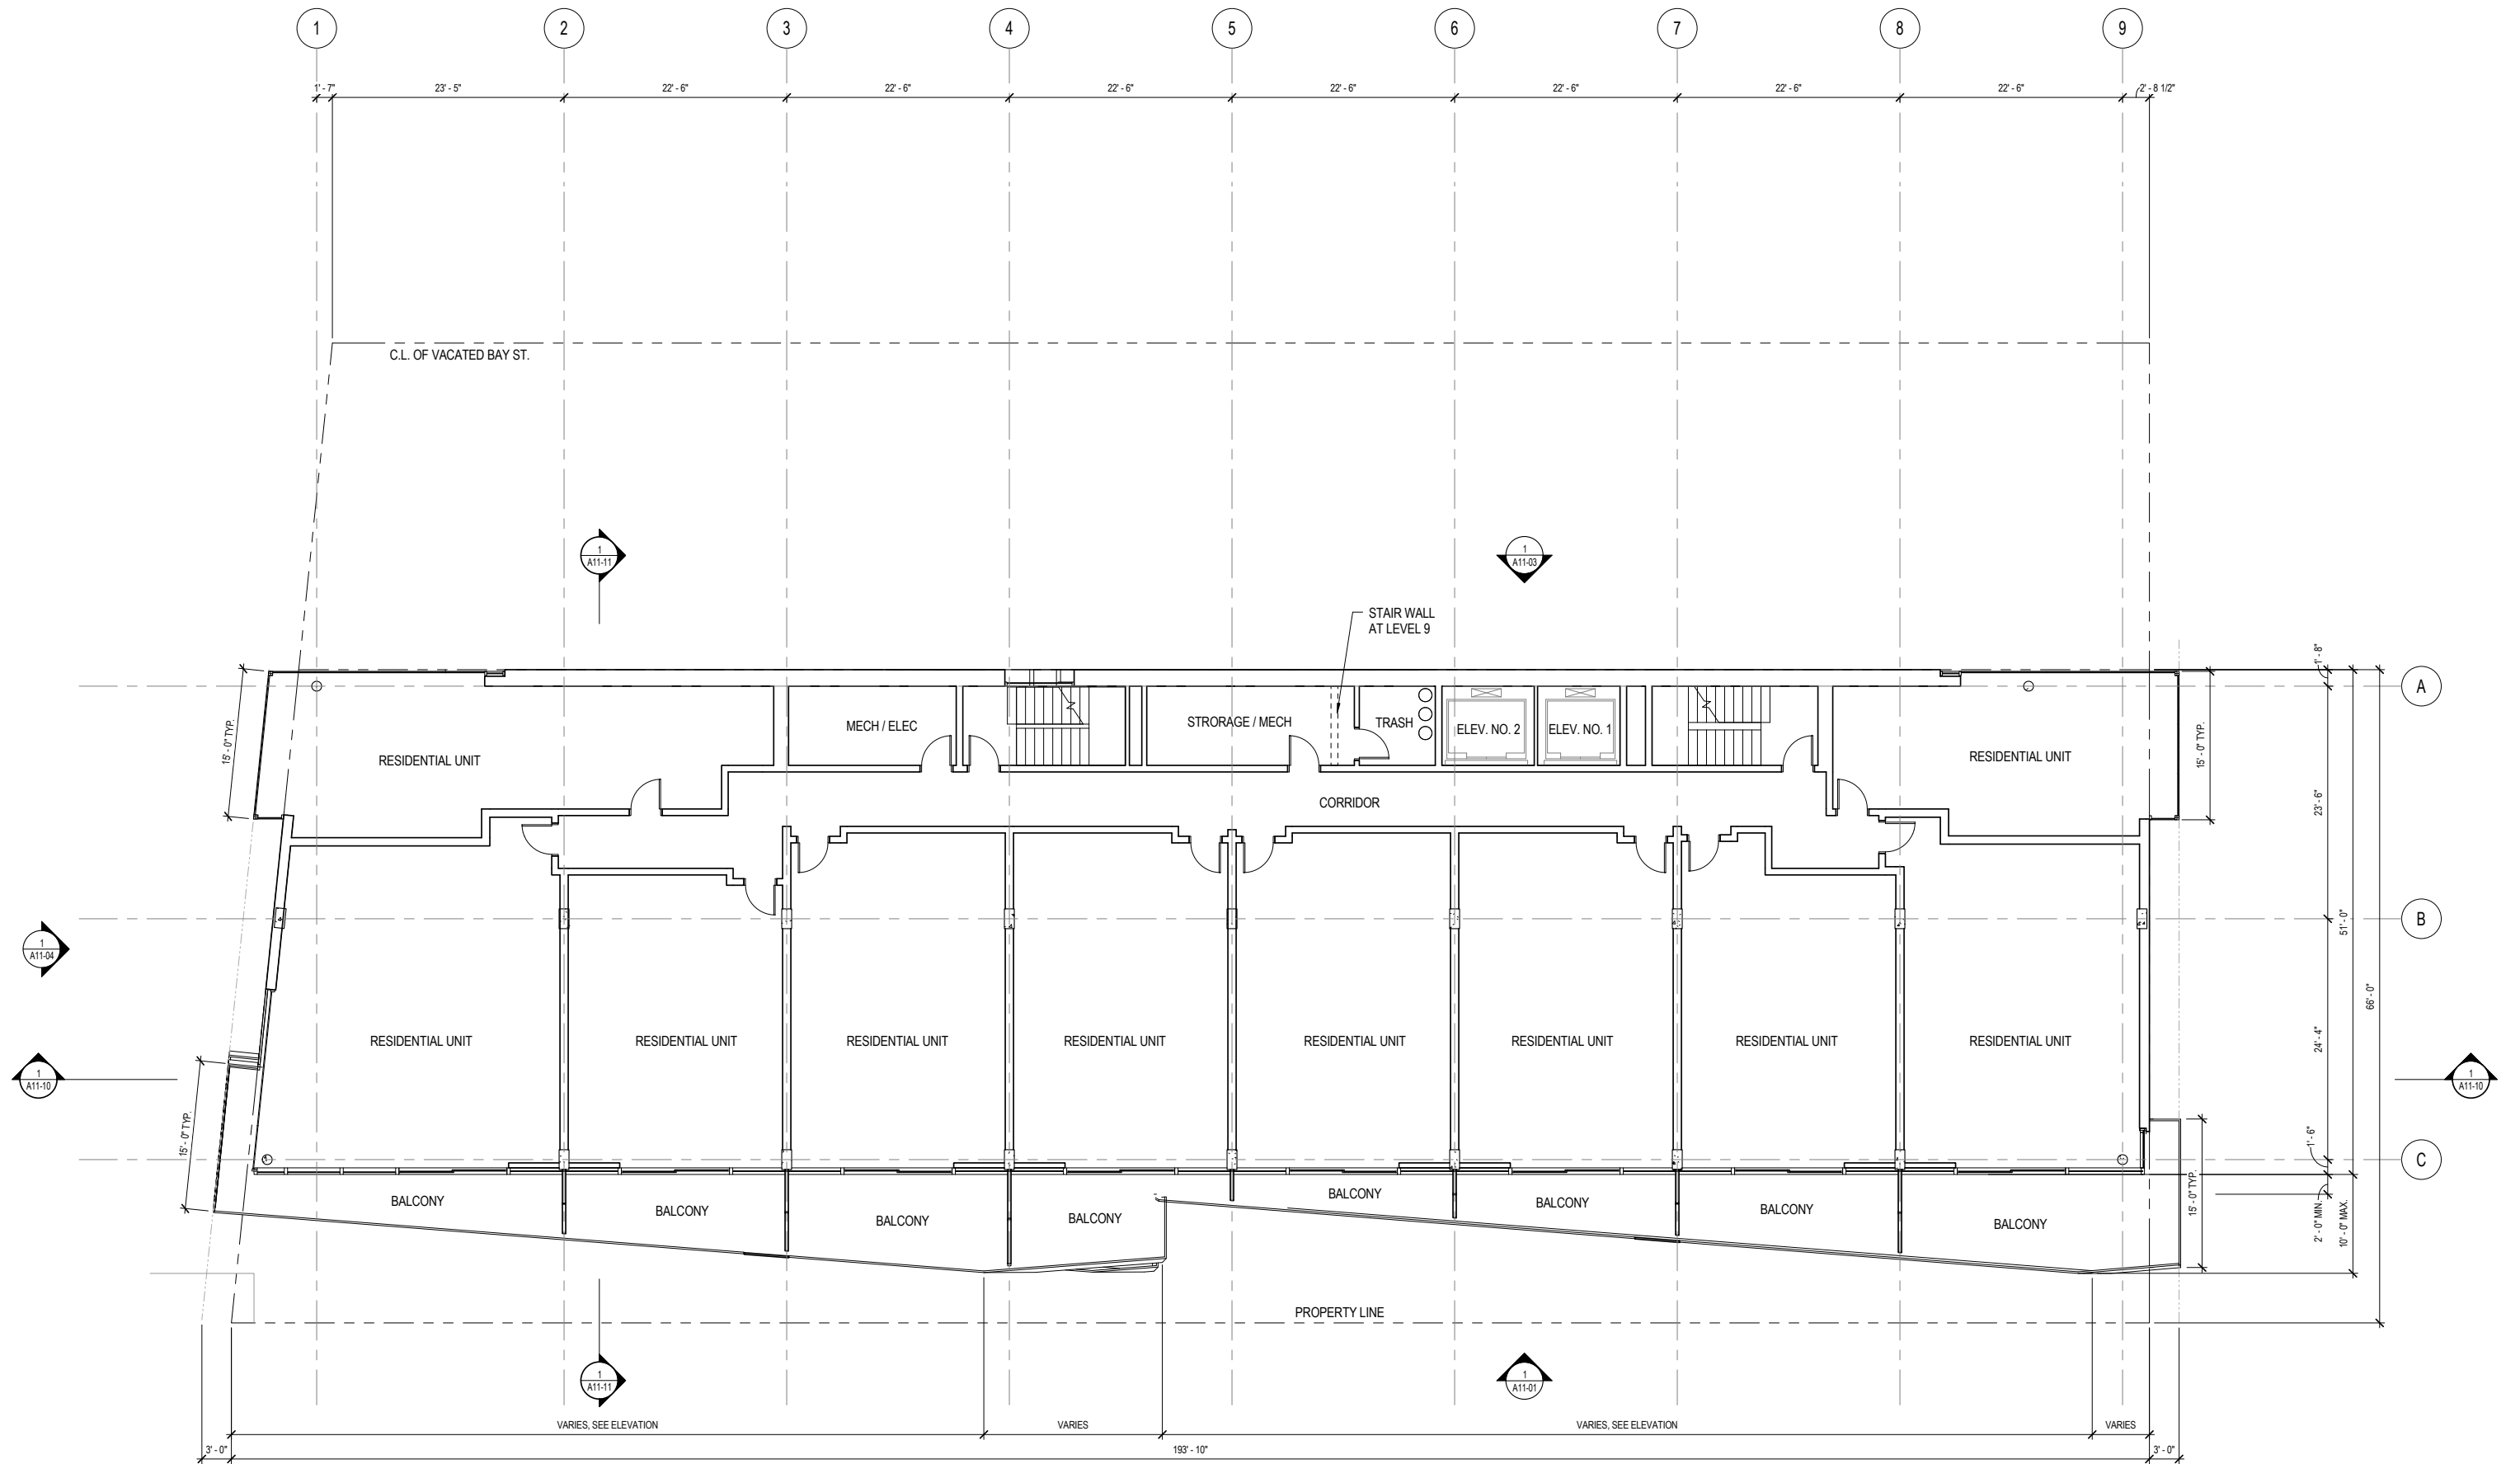 1
2
3
4
5
6
7
8
9
1' - 7"
23' - 5"
22' - 6"
22' - 6"
22' - 6"
22' - 6"
22' - 6"
22' - 6"
22' - 6"
2' - 8 1/2"
C.L. OF VACATED BAY ST.
1
A11-11
1
A11-03
STAIR WALL
AT LEVEL 9
1' - 8"
A
15' - 0" TYP.
RESIDENTIAL UNIT
MECH / ELEC
STRORAGE / MECH
TRASH
ELEV. NO. 2
ELEV. NO. 1
RESIDENTIAL UNIT
15' - 0" TYP.
CORRIDOR
23' - 6"
B
51' - 0"
66' - 0"
1
A11-04
RESIDENTIAL UNIT
RESIDENTIAL UNIT
RESIDENTIAL UNIT
RESIDENTIAL UNIT
RESIDENTIAL UNIT
RESIDENTIAL UNIT
RESIDENTIAL UNIT
RESIDENTIAL UNIT
24' - 4"
1
A11-10
1
A11-10
15' - 0" TYP.
1' - 6"
C
BALCONY
BALCONY
BALCONY
BALCONY
BALCONY
BALCONY
BALCONY
BALCONY
15' - 0" TYP.
2' - 0" MIN.
10' - 0" MAX.
PROPERTY LINE
1
A11-11
1
A11-01
VARIES, SEE ELEVATION
VARIES
VARIES, SEE ELEVATION
VARIES
3' - 0"
193' - 10"
3' - 0"